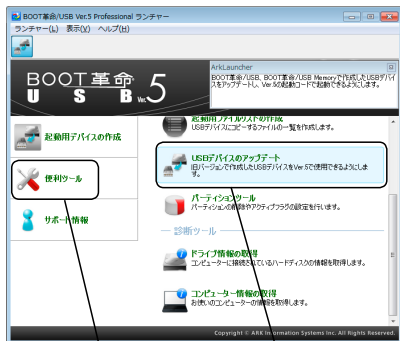 BOOT革命/USB Ver.5 Professional ランチャー
ランチャー(L) 表示(V) ヘルプ(H)
ArkLauncher
BOOT革命/USB、BOOT革命/USB Memoryで作成したUSBデバイ
スをアップデートし、Ver.5の起動コードで起動できるようにします。
BOOT革命
USB Ver.5
起動用デバイスの作成
便利ツール
サポート情報
起動用ファイルリストの作成
USBデバイスにコピーするファイルの一覧を作成します。
USBデバイスのアップデート
旧バージョンで作成したUSBデバイスをVer.5で使用できるようにしま
す。
パーティションツール
パーティションの削除やアクティブフラグの設定を行います。
診断ツール
ドライブ情報の取得
コンピューターに接続されているハードディスクの情報を取得します。
コンピューター情報の取得
お使いのコンピューターの情報を取得します。
Copyright © ARK Information Systems Inc. All Rights Reserved.